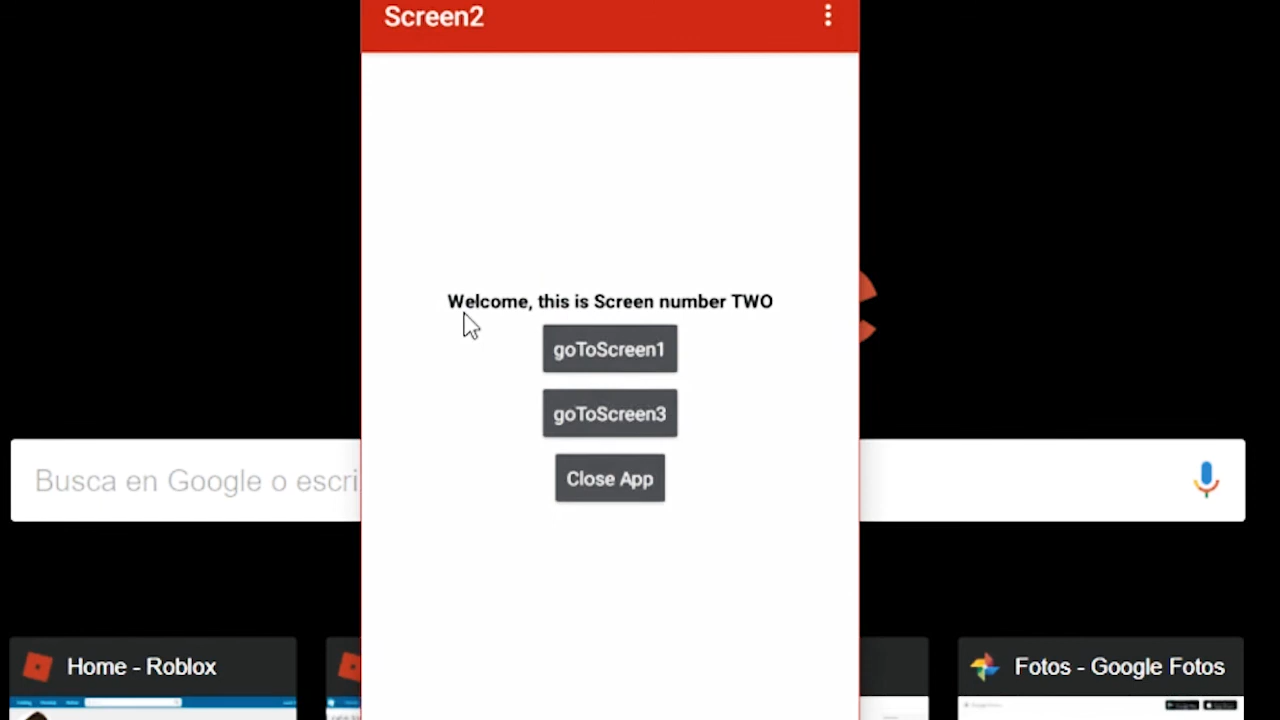 Screen2
Welcome, this is Screen number TWO
goToScreen1
goToScreen3
Close App
Busca en Google o escri
Home - Roblox
Fotos - Google Fotos